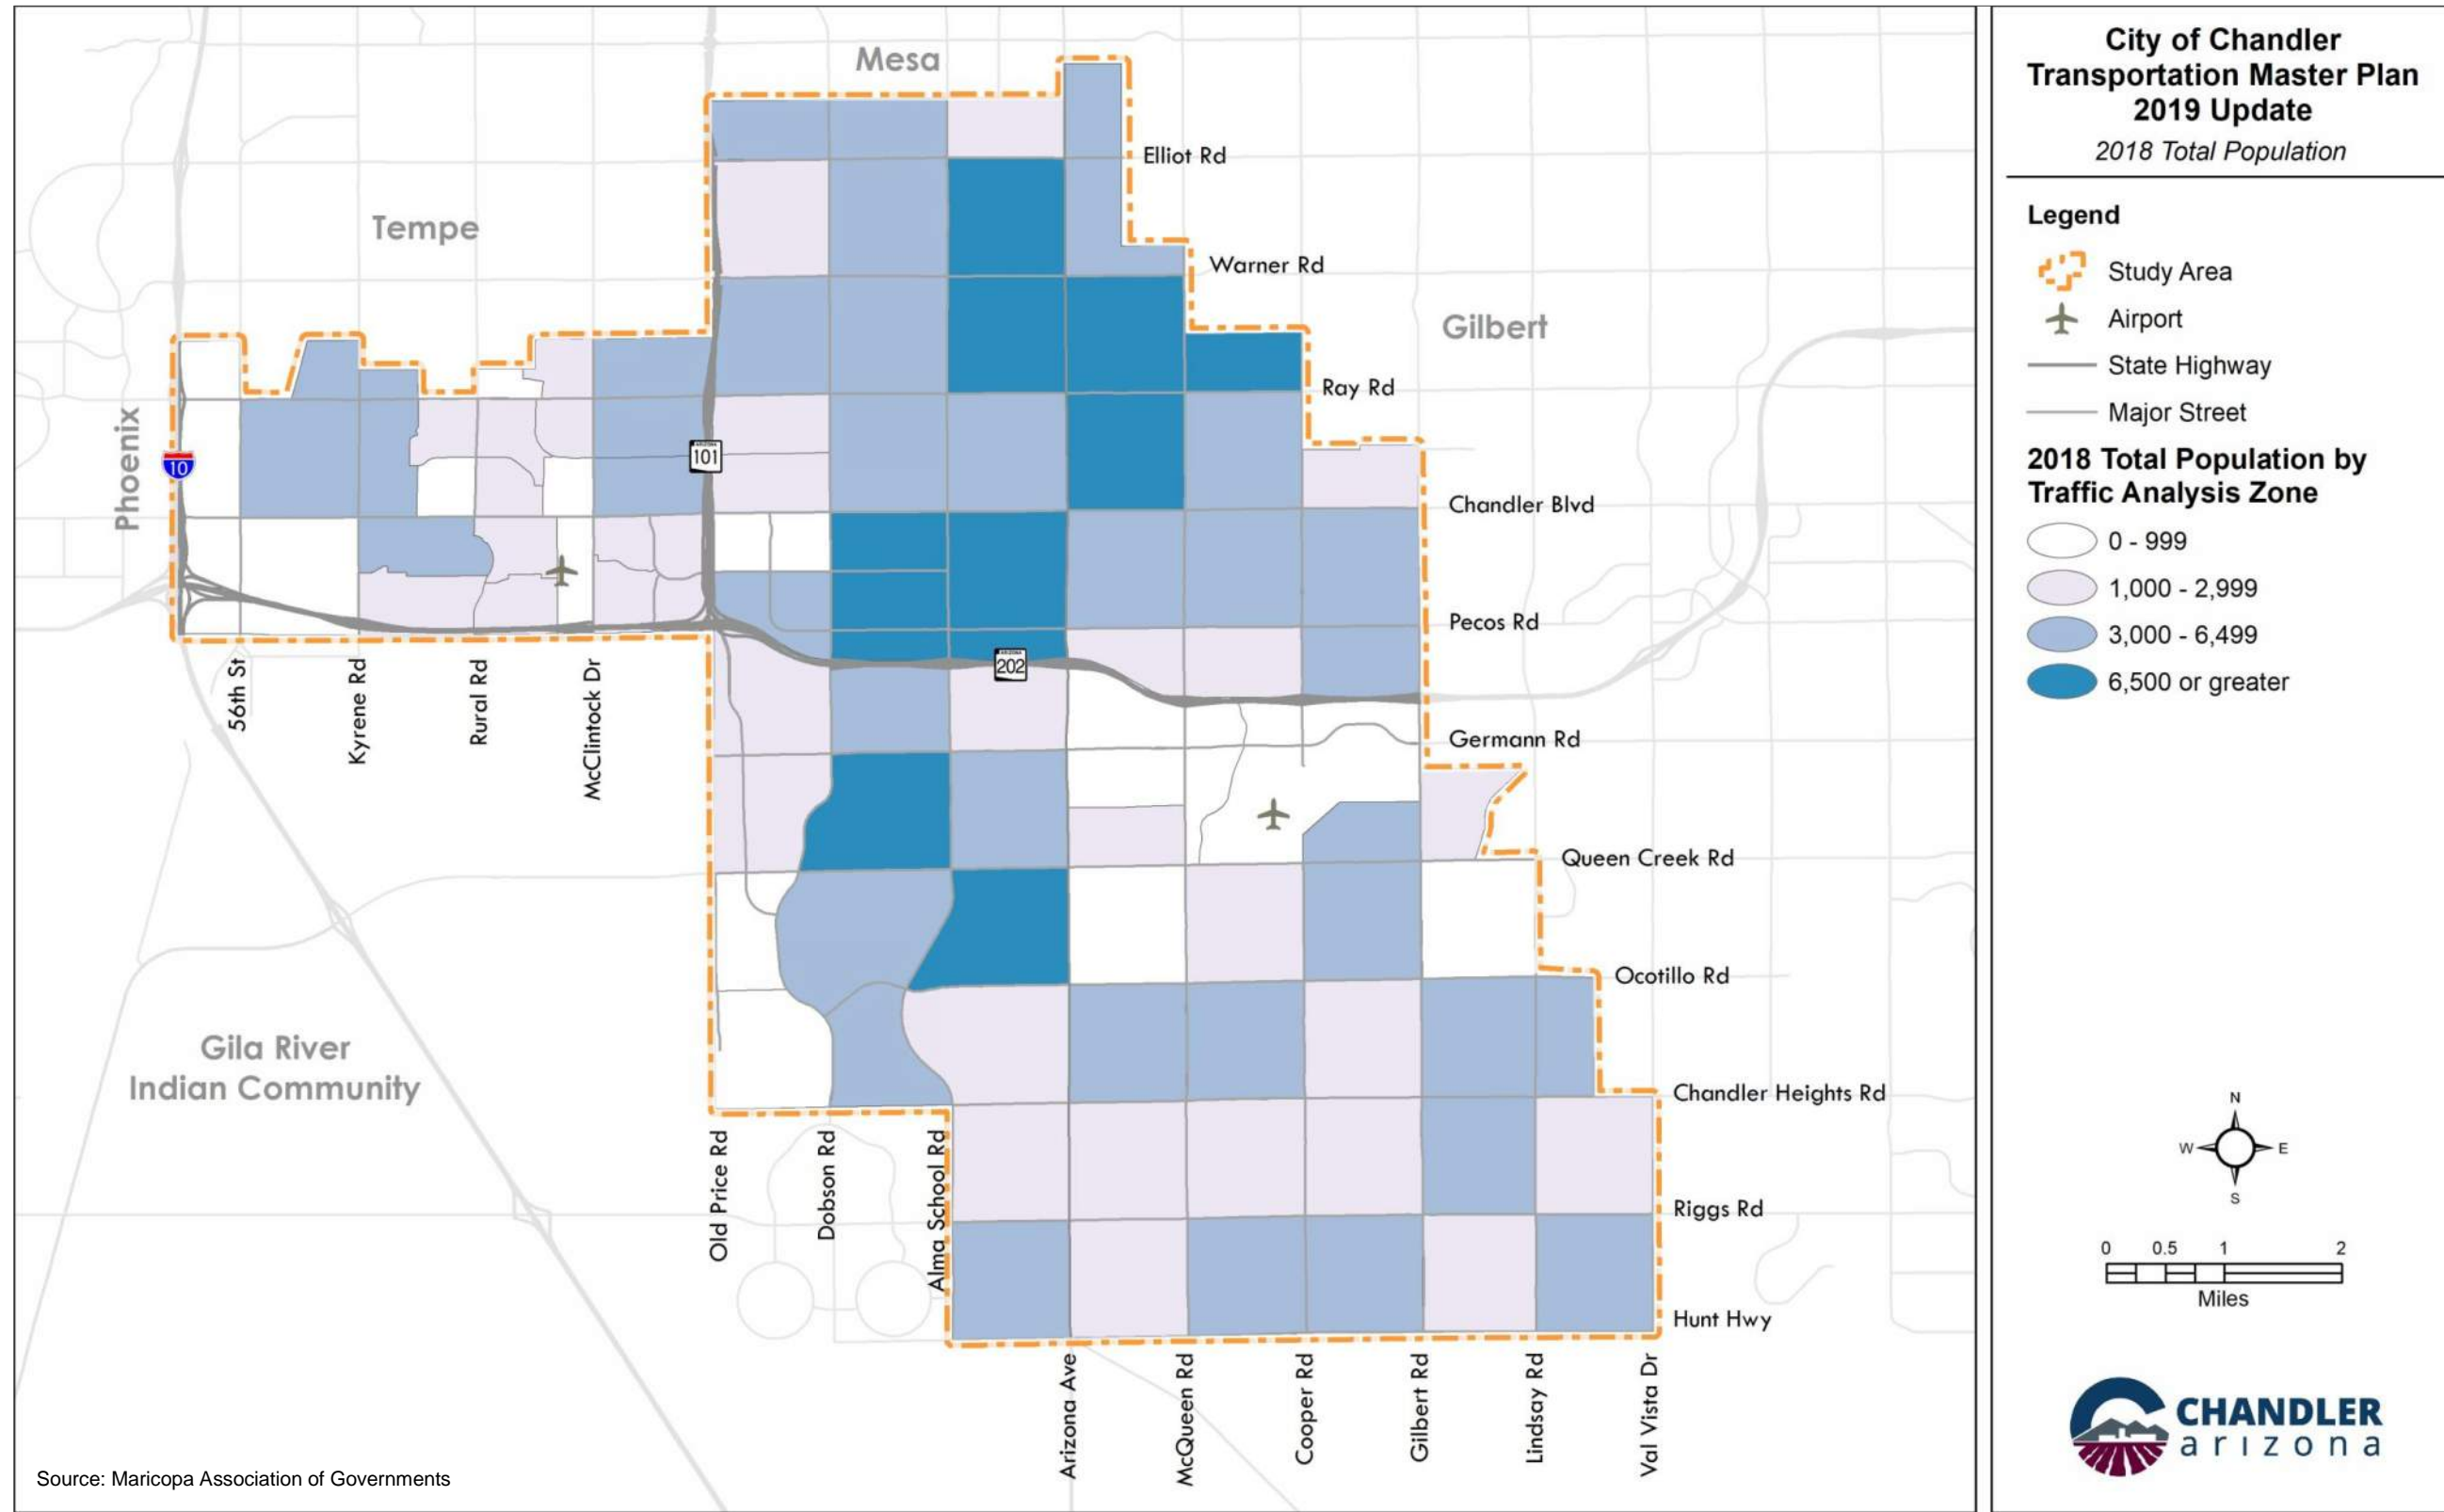 Mesa
Tempe
Phoenix
Gilbert
Gila River
Indian Community
Elliot Rd
Warner Rd
Ray Rd
Chandler Blvd
Pecos Rd
Germann Rd
Queen Creek Rd
Ocotillo Rd
Chandler Heights Rd
Riggs Rd
Hunt Hwy
10
ARIZONA
101
ARIZONA
202
56th St
Kyrene Rd
Rural Rd
McClintock Dr
Old Price Rd
Dobson Rd
Alma School Rd
Arizona Ave
McQueen Rd
Cooper Rd
Gilbert Rd
Lindsay Rd
Val Vista Dr
Source: Maricopa Association of Governments
City of Chandler
Transportation Master Plan
2019 Update
2018 Total Population
Legend
Study Area
Airport
State Highway
Major Street
2018 Total Population by
Traffic Analysis Zone
0 - 999
1,000 - 2,999
3,000 - 6,499
6,500 or greater
N
W E
S
0 0.5 1 2
Miles
CHANDLER
arizona